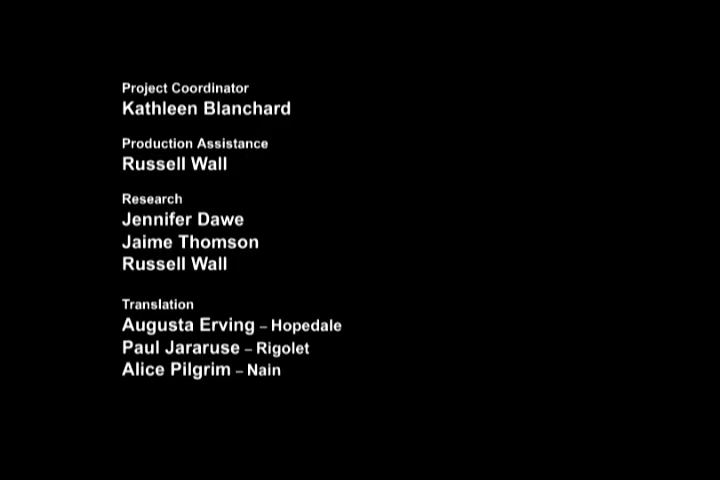 Project Coordinator
Kathleen Blanchard
Production Assistance
Russell Wall
Research
Jennifer Dawe
Jaime Thomson
Russell Wall
Translation
Augusta Erving – Hopedale
Paul Jararuse – Rigolet
Alice Pilgrim – Nain